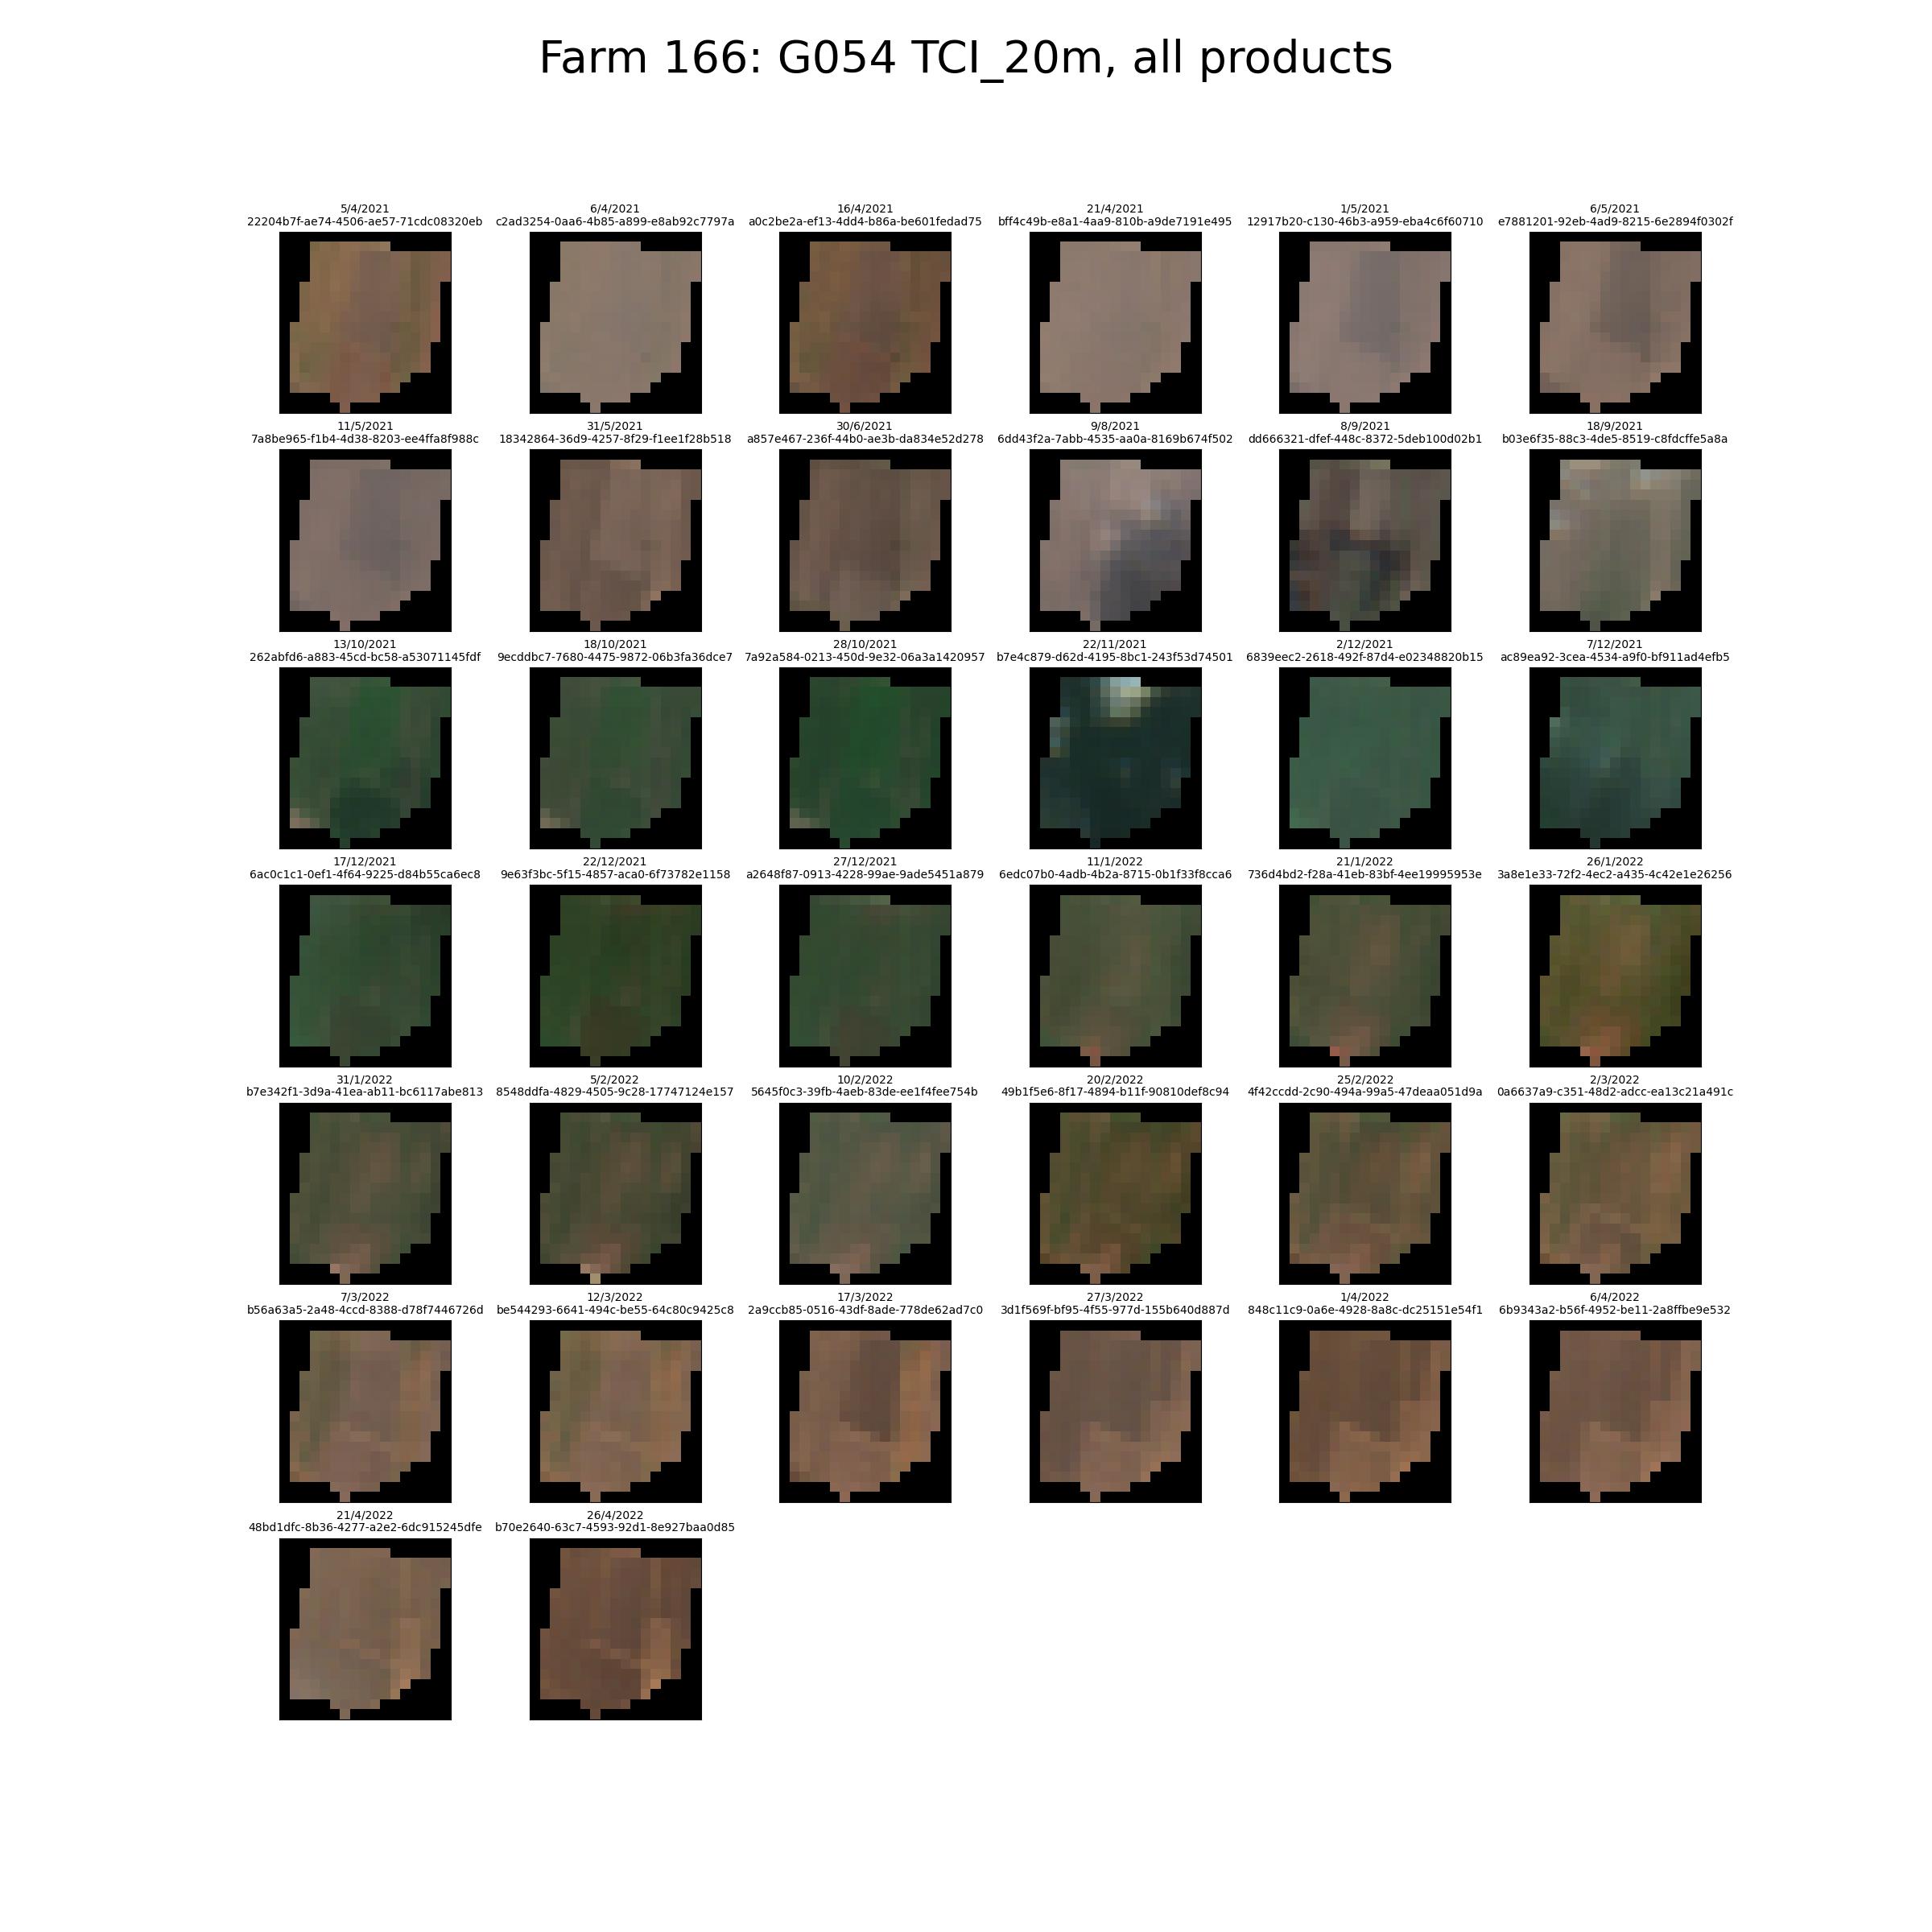 Farm 166: G054 TCI_20m, all products
5/4/2021 6/4/2021 16/4/2021 21/4/2021 1/5/2021 6/5/2021
22204b7f-ae74-4506-ae57-71cdc08320eb c2ad3254-0aa6-4b85-a899-e8ab92c7797a a0c2be2a-ef13-4dd4-b86a-be601fedad75 bff4c49b-e8a1-4aa9-810b-a9de7191e495 12917b20-c130-46b3-a959-eba4c6f60710 e7881201-92eb-4ad9-8215-6e2894f0302f
11/5/2021 31/5/2021 30/6/2021 9/8/2021 8/9/2021 18/9/2021
7a8be965-f1b4-4d38-8203-ee4ffa8f988c 18342864-36d9-4257-8f29-f1ee1f28b518 a857e467-236f-44b0-ae3b-da834e52d278 6dd43f2a-7abb-4535-aa0a-8169b674f502 dd666321-dfef-448c-8372-5deb100d02b1 b03e6f35-88c3-4de5-8519-c8fdcffe5a8a
13/10/2021 18/10/2021 28/10/2021 22/11/2021 2/12/2021 7/12/2021
262abfd6-a883-45cd-bc58-a53071145fdf 9ecddbc7-7680-4475-9872-06b3fa36dce7 7a92a584-0213-450d-9e32-06a3a1420957 b7e4c879-d62d-4195-8bc1-243f53d74501 6839eec2-2618-492f-87d4-e02348820b15 ac89ea92-3cea-4534-a9f0-bf911ad4efb5
17/12/2021 22/12/2021 27/12/2021 11/1/2022 21/1/2022 26/1/2022
6ac0c1c1-0ef1-4f64-9225-d84b55ca6ec8 9e63f3bc-5f15-4857-aca0-6f73782e1158 a2648f87-0913-4228-99ae-9ade5451a879 6edc07b0-4adb-4b2a-8715-0b1f33f8cca6 736d4bd2-f28a-41eb-83bf-4ee19995953e 3a8e1e33-72f2-4ec2-a435-4c42e1e26256
31/1/2022 5/2/2022 10/2/2022 20/2/2022 25/2/2022 2/3/2022
b7e342f1-3d9a-41ea-ab11-bc6117abe813 8548ddfa-4829-4505-9c28-17747124e157 5645f0c3-39fb-4aeb-83de-ee1f4fee754b 49b1f5e6-8f17-4894-b11f-90810def8c94 4f42ccdd-2c90-494a-99a5-47deaa051d9a 0a6637a9-c351-48d2-adcc-ea13c21a491c
7/3/2022 12/3/2022 17/3/2022 27/3/2022 1/4/2022 6/4/2022
b56a63a5-2a48-4ccd-8388-d78f7446726d be544293-6641-494c-be55-64c80c9425c8 2a9ccb85-0516-43df-8ade-778de62ad7c0 3d1f569f-bf95-4f55-977d-155b640d887d 848c11c9-0a6e-4928-8a8c-dc25151e54f1 6b9343a2-b56f-4952-be11-2a8ffbe9e532
21/4/2022 26/4/2022
48bd1dfc-8b36-4277-a2e2-6dc915245dfe b70e2640-63c7-4593-92d1-8e927baa0d85